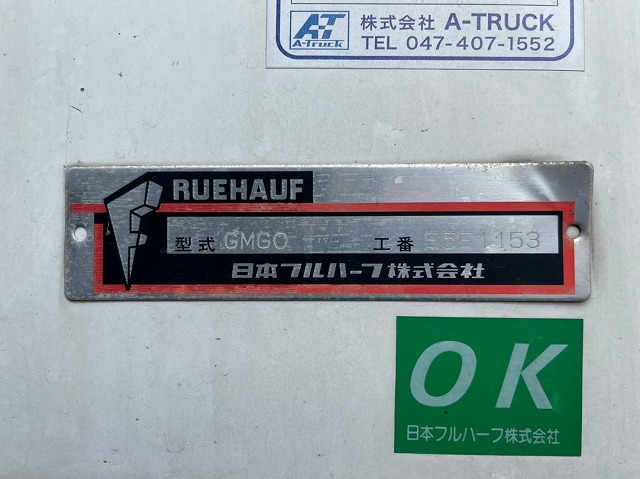 AT
A-Truck
株式会社 A-TRUCK
TEL 047-407-1552
RUEHAUF
型式 GMGO 工番 1153
日本フルハーフ株式会社
OK
日本フルハーフ株式会社